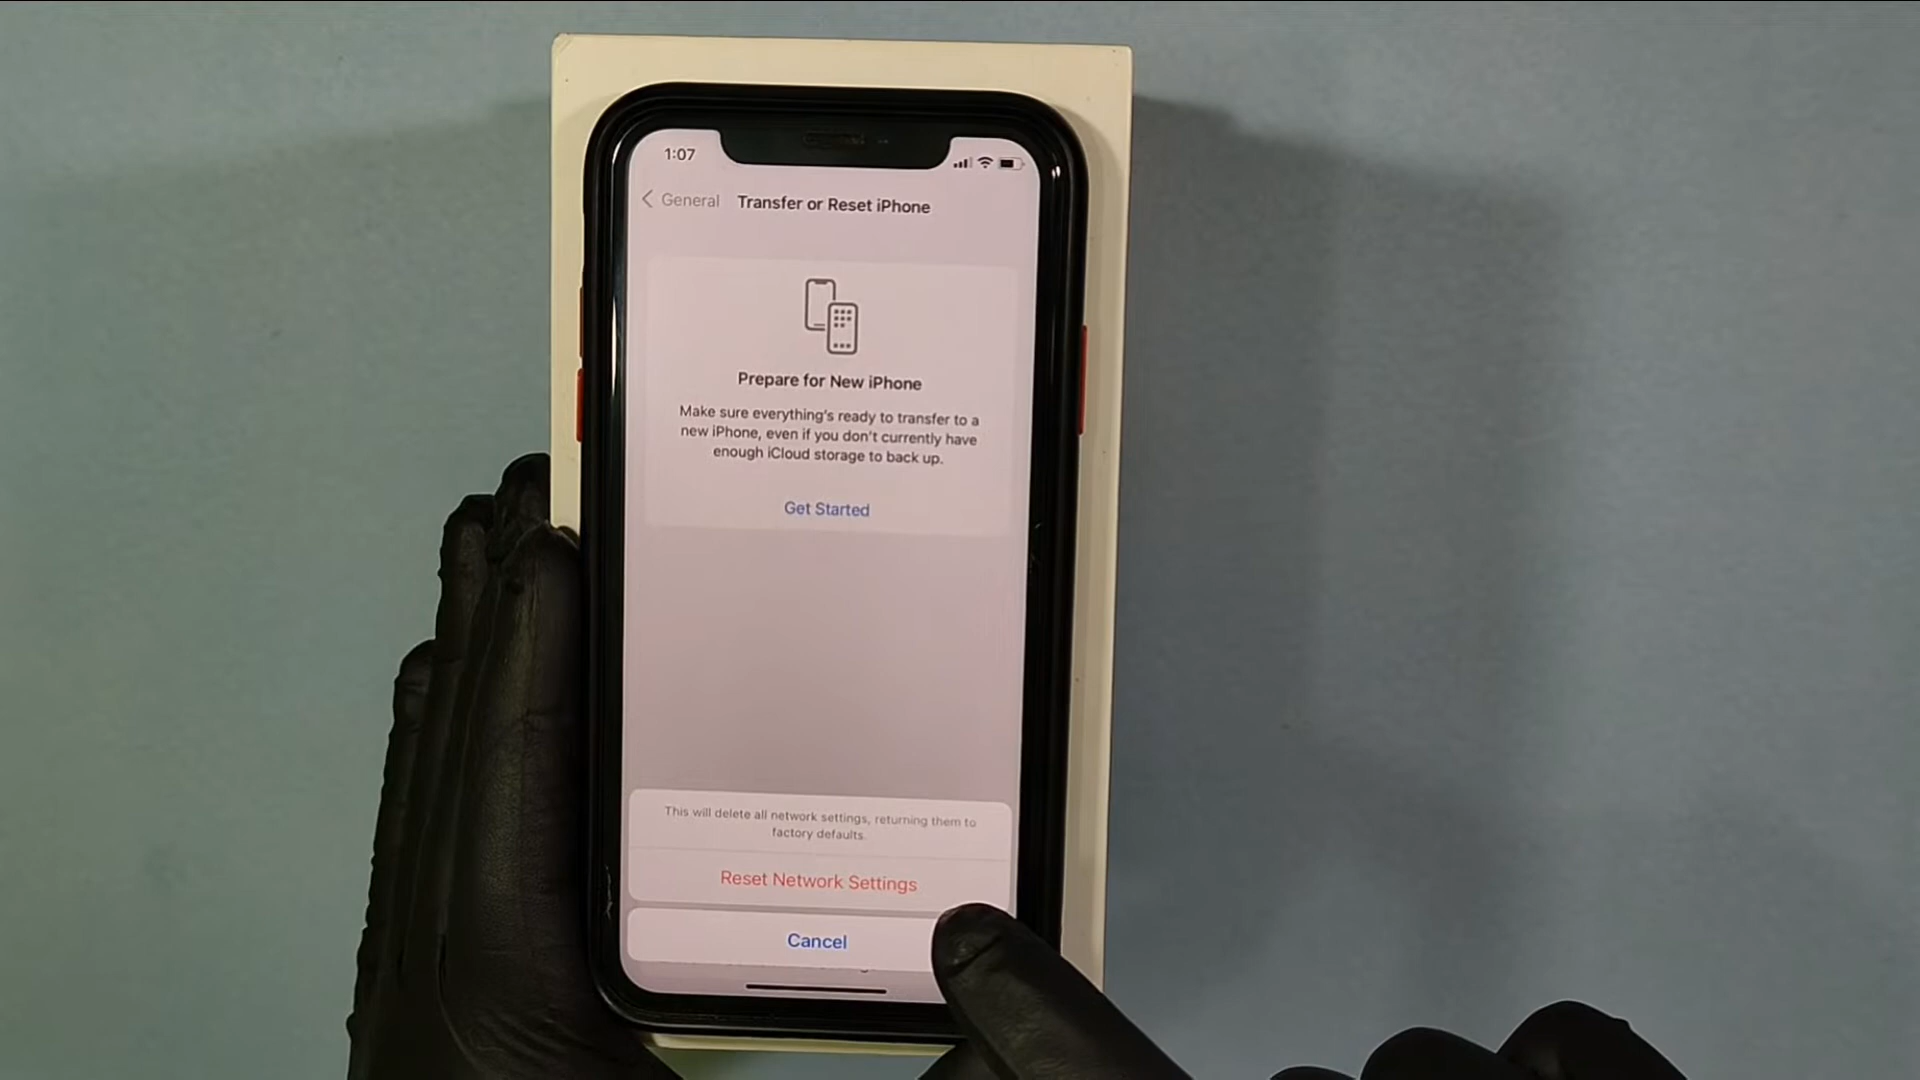 1:07
General
Transfer or Reset iPhone
Prepare for New iPhone
Make sure everything's ready to transfer to a
new iPhone, even if you don't currently have
enough iCloud storage to back up.
Get Started
This will delete all network settings, returning them to
factory defaults.
Reset Network Settings
Cancel